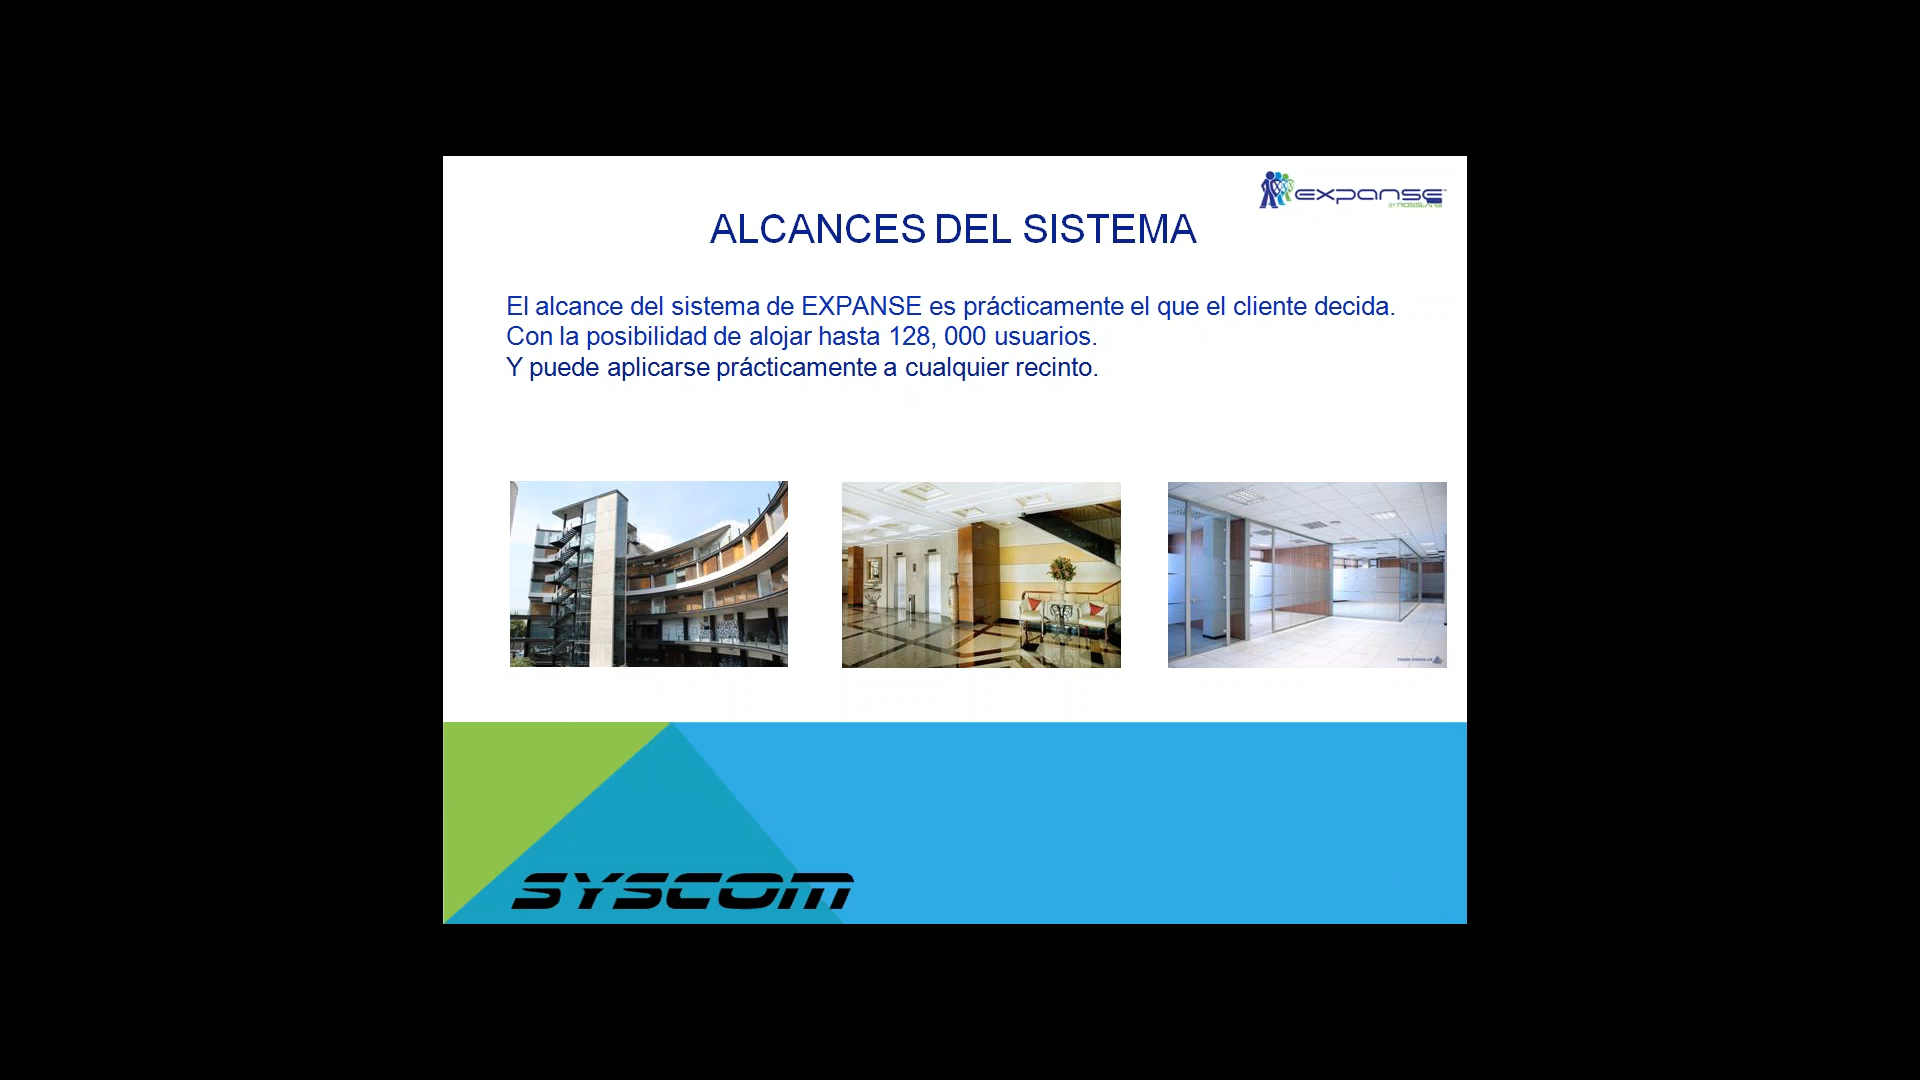 expanse
ALCANCES DEL SISTEMA
El alcance del sistema de EXPANSE es prácticamente el que el cliente decida.
Con la posibilidad de alojar hasta 128, 000 usuarios.
Y puede aplicarse prácticamente a cualquier recinto.
SYSCOM